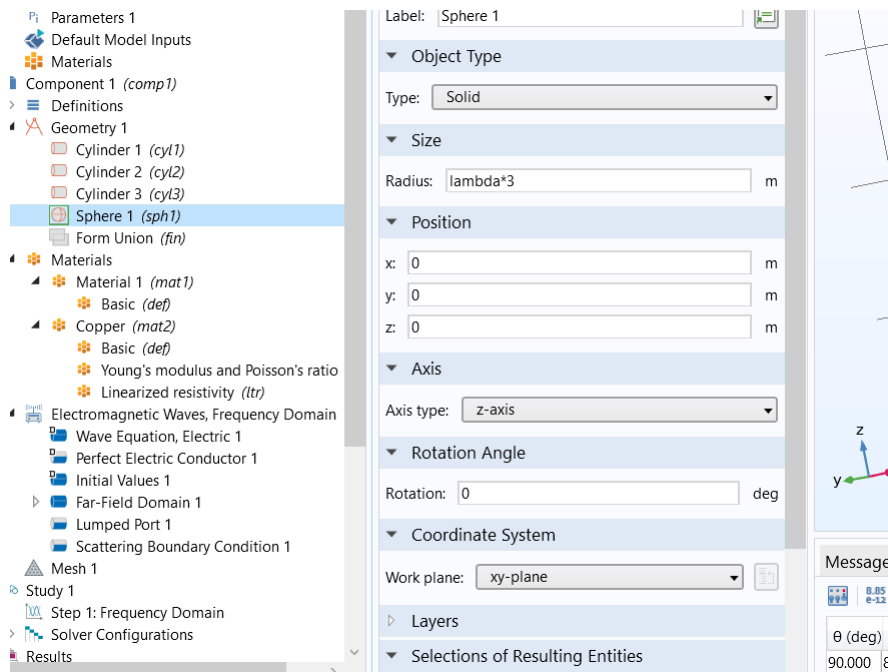 Pi Parameters 1
Default Model Inputs
Materials
Component 1 (comp1)
Definitions
Geometry 1
Cylinder 1 (cyl1)
Cylinder 2 (cyl2)
Cylinder 3 (cyl3)
Sphere 1 (sph1)
Form Union (fin)
Materials
Material 1 (mat1)
Basic (def)
Copper (mat2)
Basic (def)
Young's modulus and Poisson's ratio
Linearized resistivity (ltr)
Electromagnetic Waves, Frequency Domain
Wave Equation, Electric 1
Perfect Electric Conductor 1
Initial Values 1
Far-Field Domain 1
Lumped Port 1
Scattering Boundary Condition 1
Mesh 1
Study 1
Step 1: Frequency Domain
Solver Configurations
Results
Label: Sphere 1
Object Type
Type: Solid
Size
Radius: lambda*3 m
Position
x: 0 m
y: 0 m
z: 0 m
Axis
Axis type: z-axis
Rotation Angle
Rotation: 0 deg
Coordinate System
Work plane: xy-plane
Layers
Selections of Resulting Entities
z
y
Message
8.85
e-12
θ (deg)
90.000